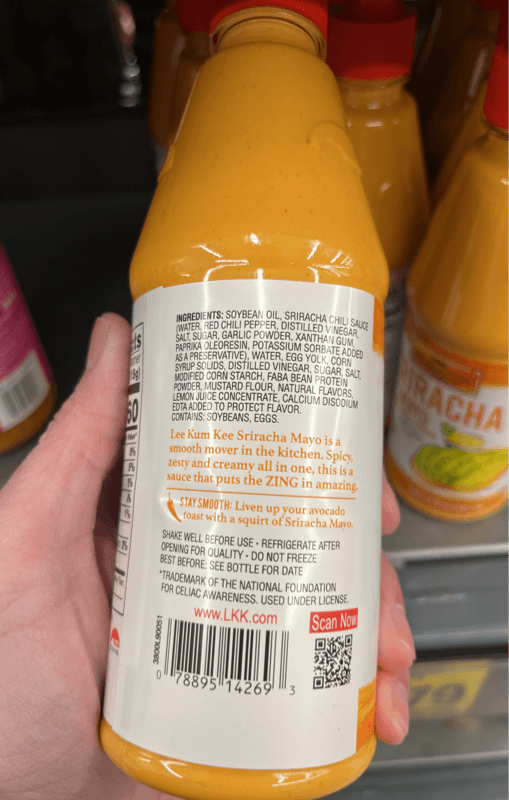 INGREDIENTS: SOYBEAN OIL, SRIRACHA CHILI SAUCE
(WATER, RED CHILI PEPPER, DISTILLED VINEGAR,
SALT, SUGAR, GARLIC POWDER, XANTHAN GUM,
PAPRIKA OLEORESIN, POTASSIUM SORBATE ADDED
AS A PRESERVATIVE), WATER, EGG YOLK, CORN
SYRUP SOLIDS, DISTILLED VINEGAR, SUGAR, SALT,
MODIFIED CORN STARCH, FABA BEAN PROTEIN
POWDER, MUSTARD FLOUR, NATURAL FLAVORS,
LEMON JUICE CONCENTRATE, CALCIUM DISODIUM
EDTA ADDED TO PROTECT FLAVOR.
CONTAINS: SOYBEANS, EGGS.
Lee Kum Kee Sriracha Mayo is a
smooth mover in the kitchen. Spicy,
zesty and creamy all in one, this is a
sauce that puts the ZING in amazing.
STAY SMOOTH: Liven up your avocado
toast with a squirt of Sriracha Mayo.
SHAKE WELL BEFORE USE • REFRIGERATE AFTER
OPENING FOR QUALITY • DO NOT FREEZE
BEST BEFORE: SEE BOTTLE FOR DATE
*TRADEMARK OF THE NATIONAL FOUNDATION
FOR CELIAC AWARENESS. USED UNDER LICENSE.
www.LKK.com
Scan Now
3800L90051
0 78895 14269 3
RACHA